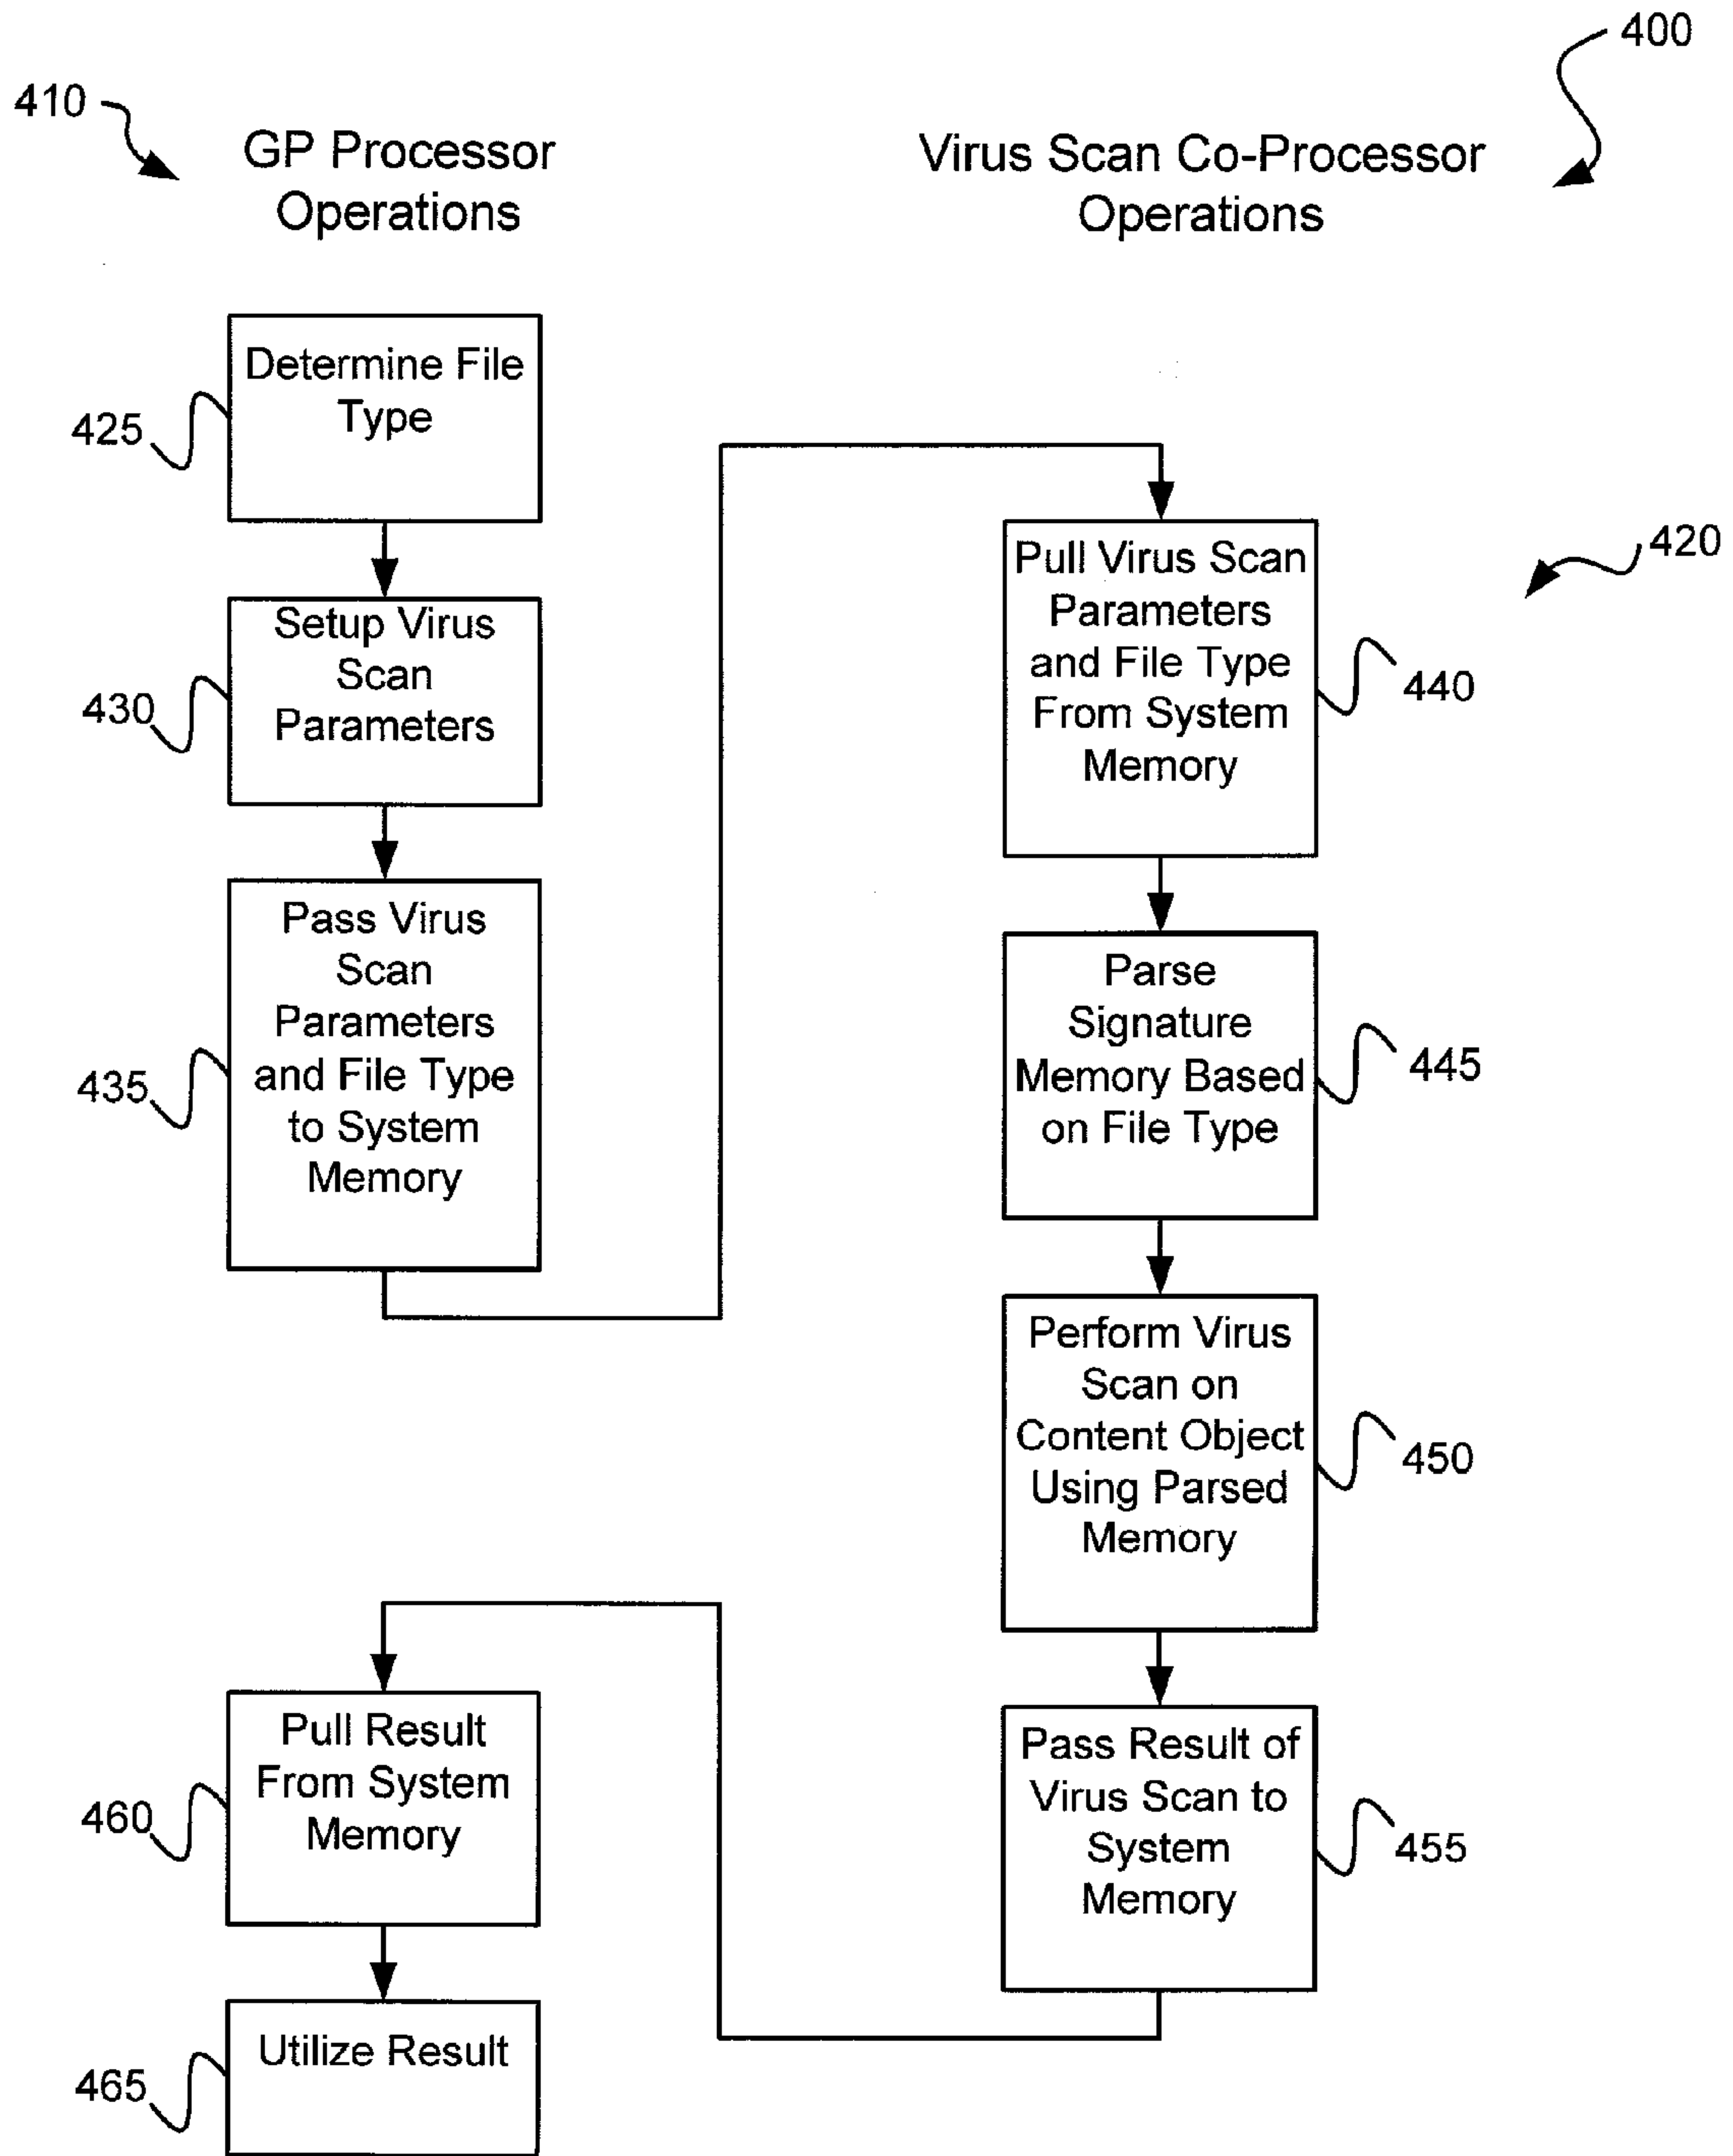 400
410
GP Processor
Operations
Virus Scan Co-Processor
Operations
Determine File
Type
425
Setup Virus
Scan
Parameters
430
Pass Virus
Scan
Parameters
and File Type
to System
Memory
435
420
Pull Virus Scan
Parameters
and File Type
From System
Memory
440
Parse
Signature
Memory Based
on File Type
445
Perform Virus
Scan on
Content Object
Using Parsed
Memory
450
Pass Result of
Virus Scan to
System
Memory
455
Pull Result
From System
Memory
460
Utilize Result
465